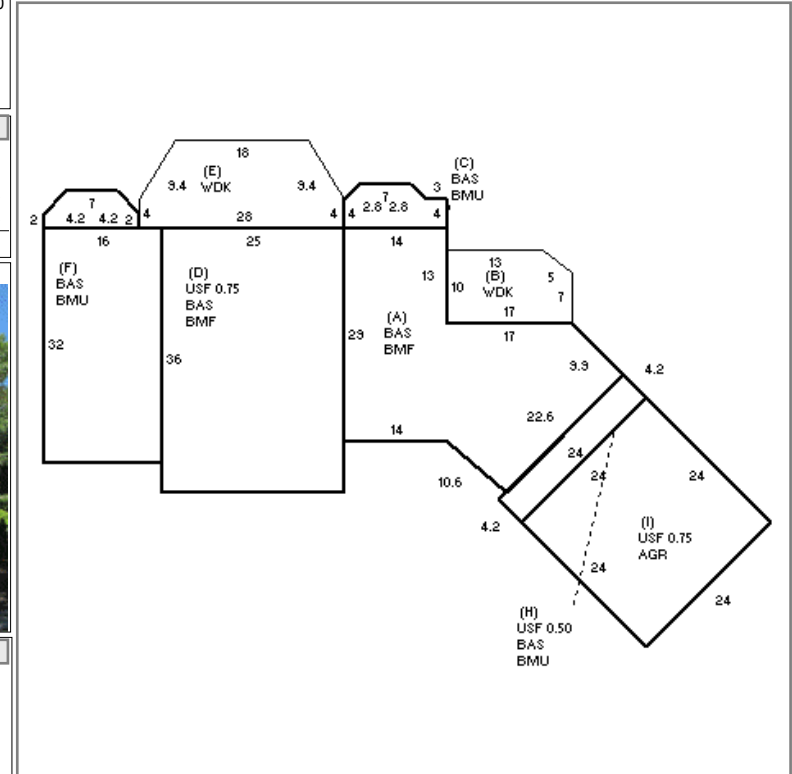 18
(E)
WDK
9.4
9.4
(C)
BAS
BMU
3
7
4.2
4.2
2
2
4
28
4
4
7
2.8
2.8
4
16
25
14
(F)
BAS
BMU
(D)
USF 0.75
BAS
BMF
13
10
13
(B)
WDK
5
7
17
17
(A)
BAS
BMF
32
36
29
9.9
4.2
14
22.6
24
24
24
10.6
4.2
(I)
USF 0.75
AGR
24
24
(H)
USF 0.50
BAS
BMU